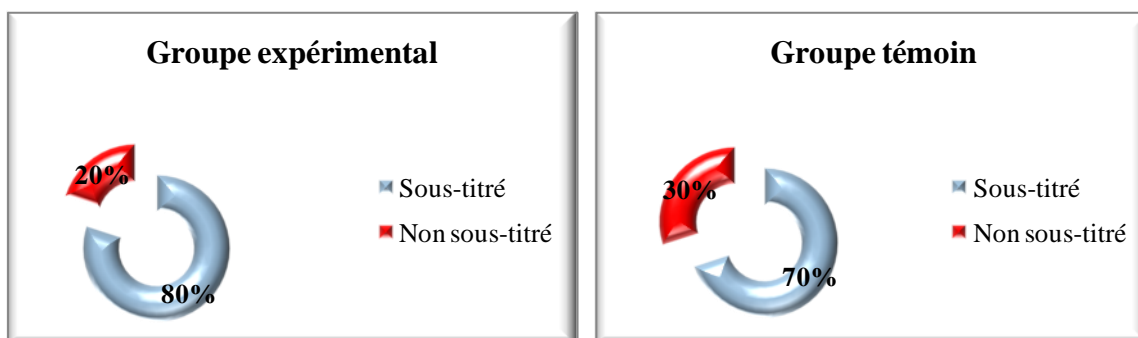 Groupe expérimental
20%
80%
Sous-titré
Non sous-titré
Groupe témoin
30%
70%
Sous-titré
Non sous-titré